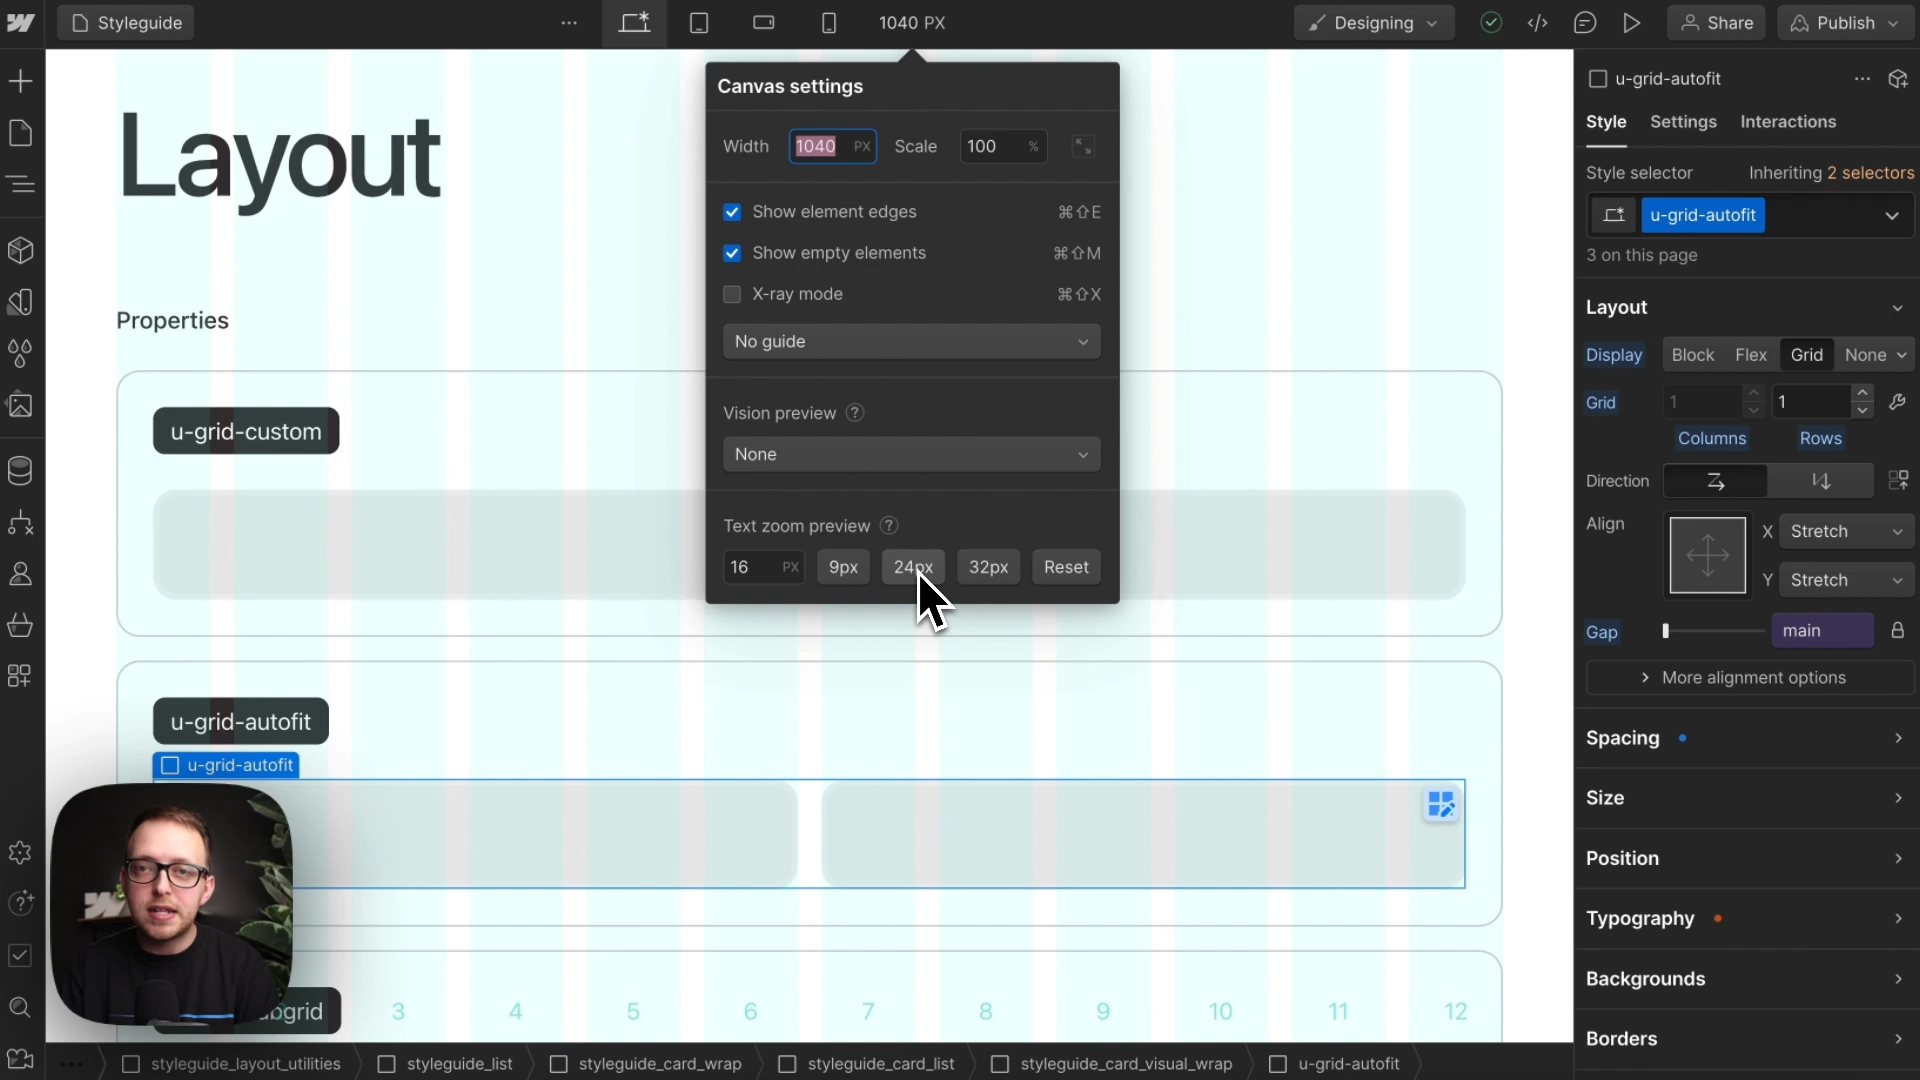 Styleguide
1040 PX
Designing
Share
Publish
Canvas settings
Width
1040 PX
Scale
100 %
Show element edges
⌘⇧E
Show empty elements
⌘⇧M
X-ray mode
⌘⇧X
No guide
Vision preview
None
Text zoom preview
16 PX
9px
24px
32px
Reset
Layout
Properties
u-grid-custom
u-grid-autofit
u-grid-autofit
3
4
5
6
7
8
9
10
11
12
styleguide_layout_utilities
styleguide_list
styleguide_card_wrap
styleguide_card_list
styleguide_card_visual_wrap
u-grid-autofit
u-grid-autofit
Style
Settings
Interactions
Style selector
Inheriting 2 selectors
u-grid-autofit
3 on this page
Layout
Display
Block
Flex
Grid
None
Grid
1
1
Columns
Rows
Direction
Align
X
Stretch
Y
Stretch
Gap
main
More alignment options
Spacing
Size
Position
Typography
Backgrounds
Borders